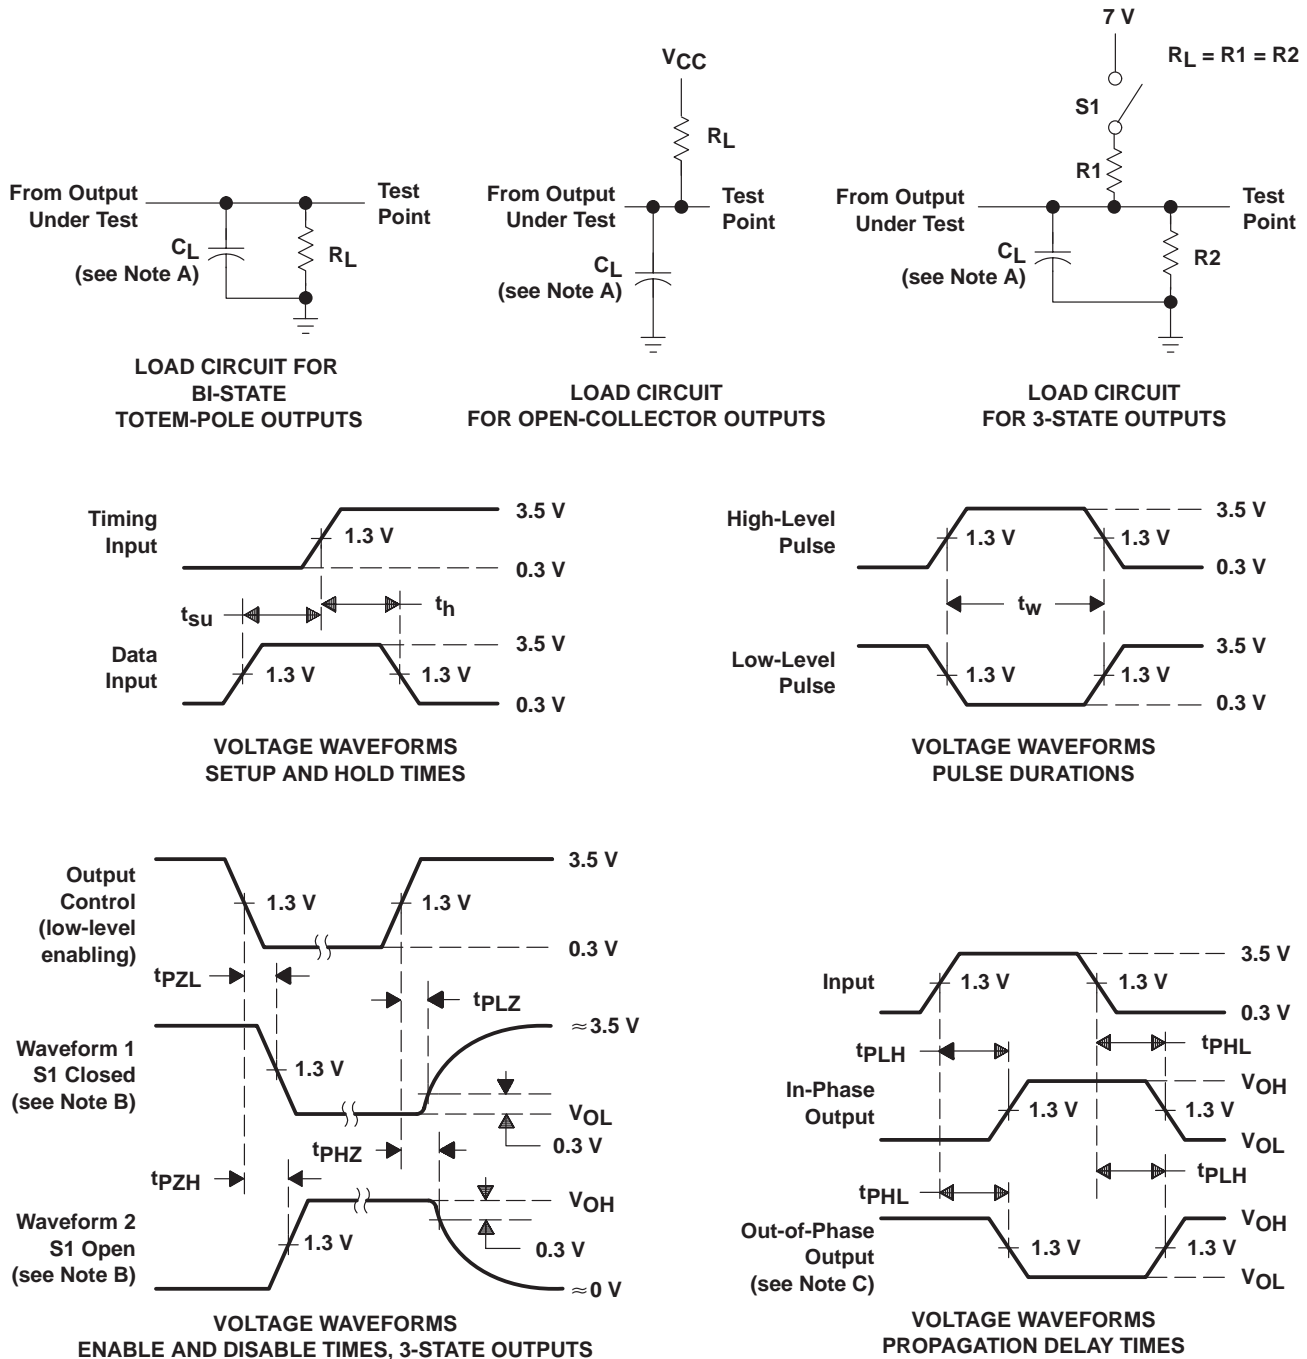 7 V
RL = R1 = R2
VCC
S1
RL
R1
From Output
Under Test
Test
Point
From Output
Under Test
Test
Point
From Output
Under Test
Test
Point
CL
(see Note A)
RL
CL
(see Note A)
CL
(see Note A)
R2
LOAD CIRCUIT FOR
BI-STATE
TOTEM-POLE OUTPUTS
LOAD CIRCUIT
FOR OPEN-COLLECTOR OUTPUTS
LOAD CIRCUIT
FOR 3-STATE OUTPUTS
Timing
Input
3.5 V
1.3 V
0.3 V
tsu
th
Data
Input
3.5 V
1.3 V
1.3 V
0.3 V
VOLTAGE WAVEFORMS
SETUP AND HOLD TIMES
High-Level
Pulse
3.5 V
1.3 V
1.3 V
0.3 V
tw
Low-Level
Pulse
3.5 V
1.3 V
1.3 V
0.3 V
VOLTAGE WAVEFORMS
PULSE DURATIONS
Output
Control
(low-level
enabling)
3.5 V
1.3 V
1.3 V
0.3 V
tPZL
tPLZ
Waveform 1
S1 Closed
(see Note B)
≈3.5 V
1.3 V
VOL
0.3 V
tPHZ
tPZH
Waveform 2
S1 Open
(see Note B)
VOH
1.3 V
0.3 V
≈0 V
VOLTAGE WAVEFORMS
ENABLE AND DISABLE TIMES, 3-STATE OUTPUTS
Input
3.5 V
1.3 V
1.3 V
0.3 V
tPLH
tPHL
In-Phase
Output
VOH
1.3 V
1.3 V
VOL
tPHL
tPLH
Out-of-Phase
Output
(see Note C)
VOH
1.3 V
1.3 V
VOL
VOLTAGE WAVEFORMS
PROPAGATION DELAY TIMES